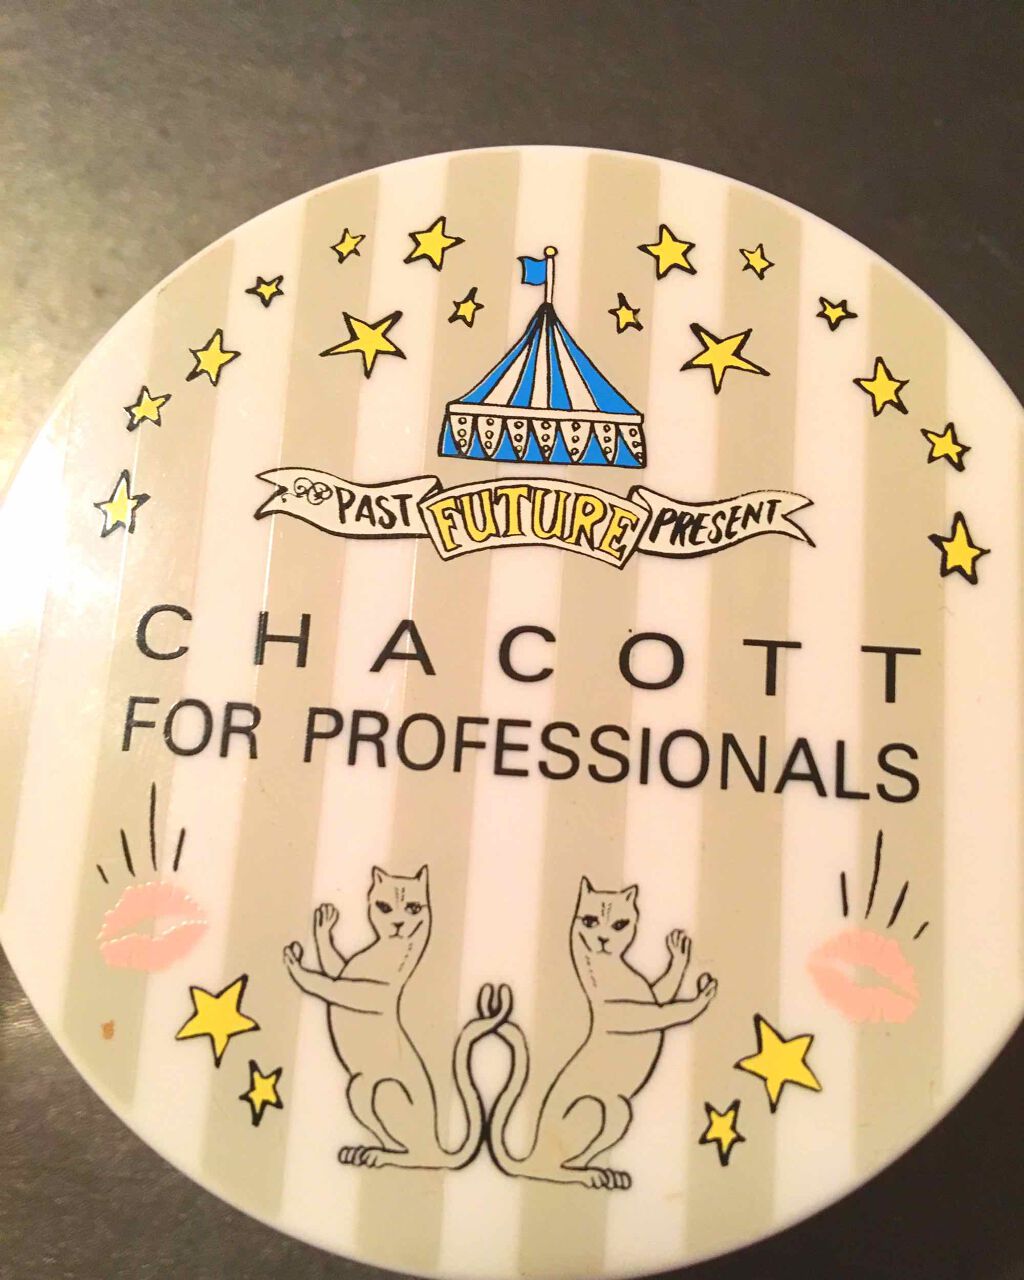 PAST FUTURE PRESENT
CHACOTT
FOR PROFESSIONALS